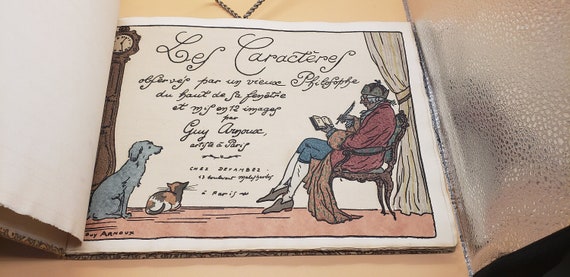 Les Caractères
observés par un vieux Philosophe
du haut de sa fenêtre
et mis en 12 images
par
Guy Arnoux,
artiste à Paris
CHEZ DEVAMBEZ
boulevard Malesherbes
à Paris
GUY ARNOUX